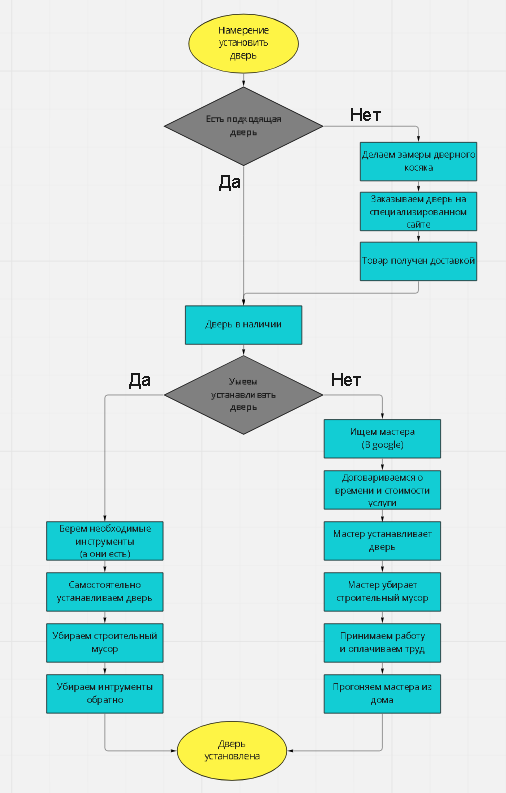 Намерение
установить
дверь
Есть подходящая
дверь
Нет
Да
Делаем замеры дверного
косяка
Заказываем дверь на
специализированном
сайте
Товар получен доставкой
Дверь в наличии
Умеем
устанавливать
дверь
Да
Нет
Ищем мастера
(В google)
Договариваемся о
времени и стоимости
услуги
Мастер устанавливает
дверь
Мастер убирает
строительный мусор
Принимаем работу
и оплачиваем труд
Прогоняем мастера из
дома
Берем необходимые
инструменты
(а они есть)
Самостоятельно
устанавливаем дверь
Убираем строительный
мусор
Убираем интрументы
обратно
Дверь
установлена